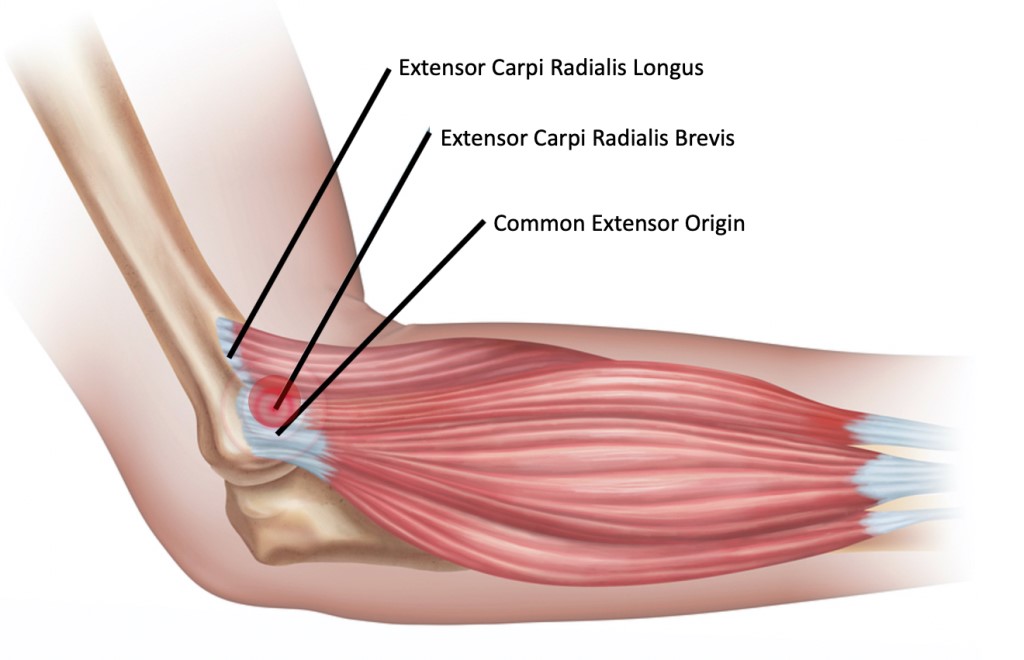 Extensor Carpi Radialis Longus
Extensor Carpi Radialis Brevis
Common Extensor Origin